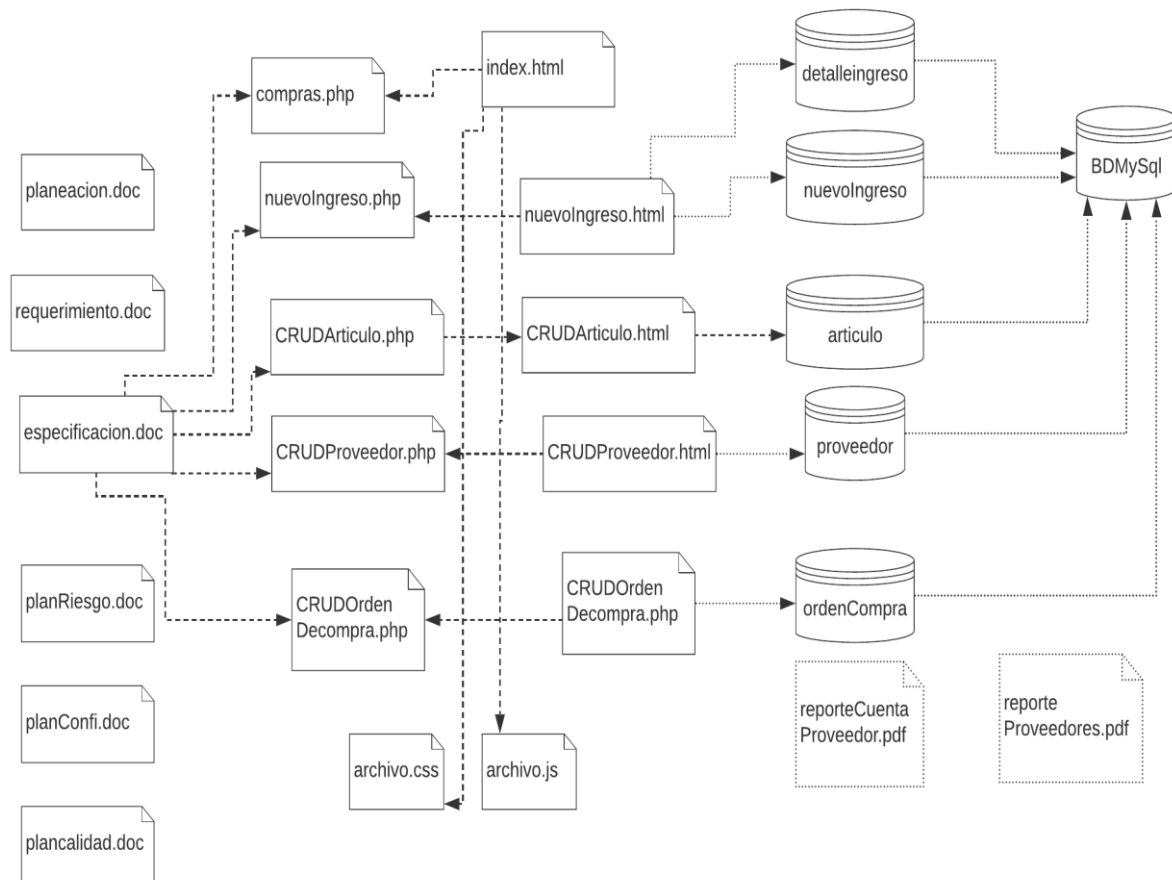 index.html
detalleingreso
compras.php
BDMySql
planeacion.doc
nuevoIngreso.php
nuevoIngreso.html
nuevoIngreso
requerimiento.doc
CRUDArticulo.php
CRUDArticulo.html
articulo
especificacion.doc
CRUDProveedor.php
CRUDProveedor.html
proveedor
planRiesgo.doc
CRUDOrden
Decompra.php
CRUDOrden
Decompra.php
ordenCompra
planConfi.doc
reporteCuenta
Proveedor.pdf
reporte
Proveedores.pdf
archivo.css
archivo.js
plancalidad.doc